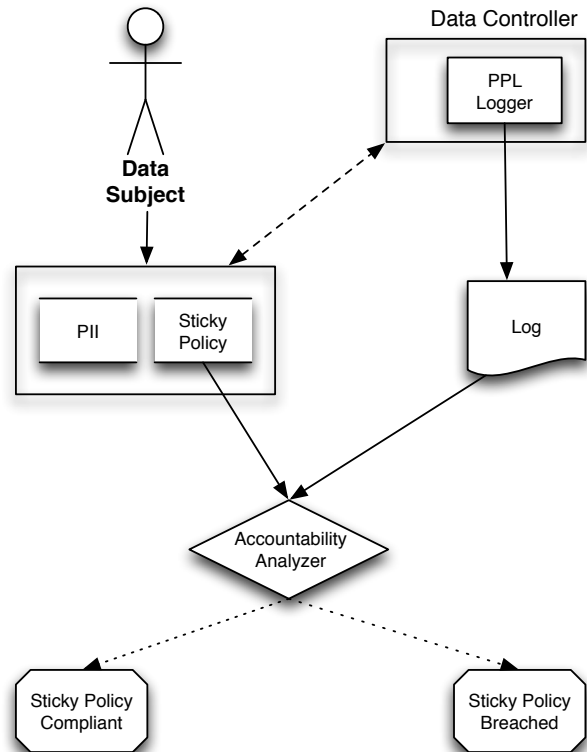 Data Controller
PPL
Logger
Data
Subject
PII
Sticky
Policy
Log
Accountability
Analyzer
Sticky Policy
Compliant
Sticky Policy
Breached